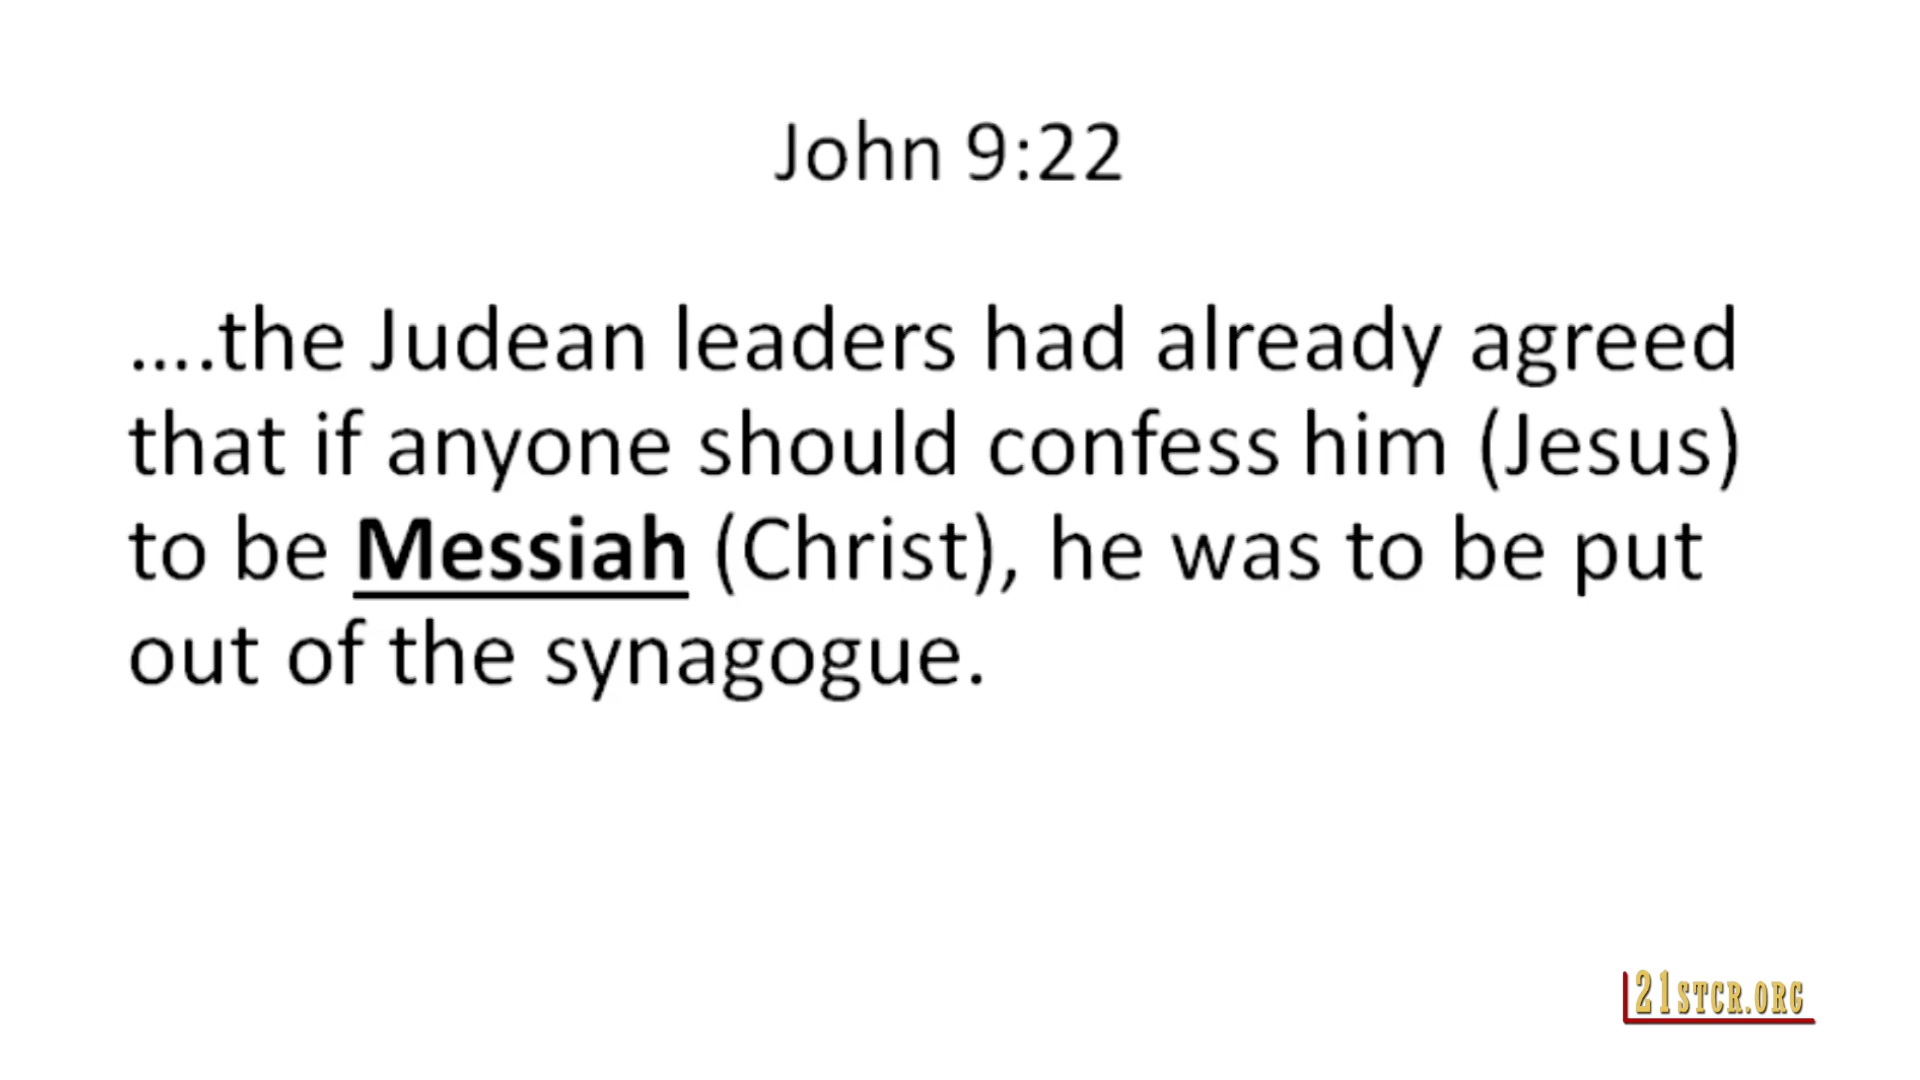 John 9:22
....the Judean leaders had already agreed
that if anyone should confess him (Jesus)
to be Messiah (Christ), he was to be put
out of the synagogue.
21STCR.ORG